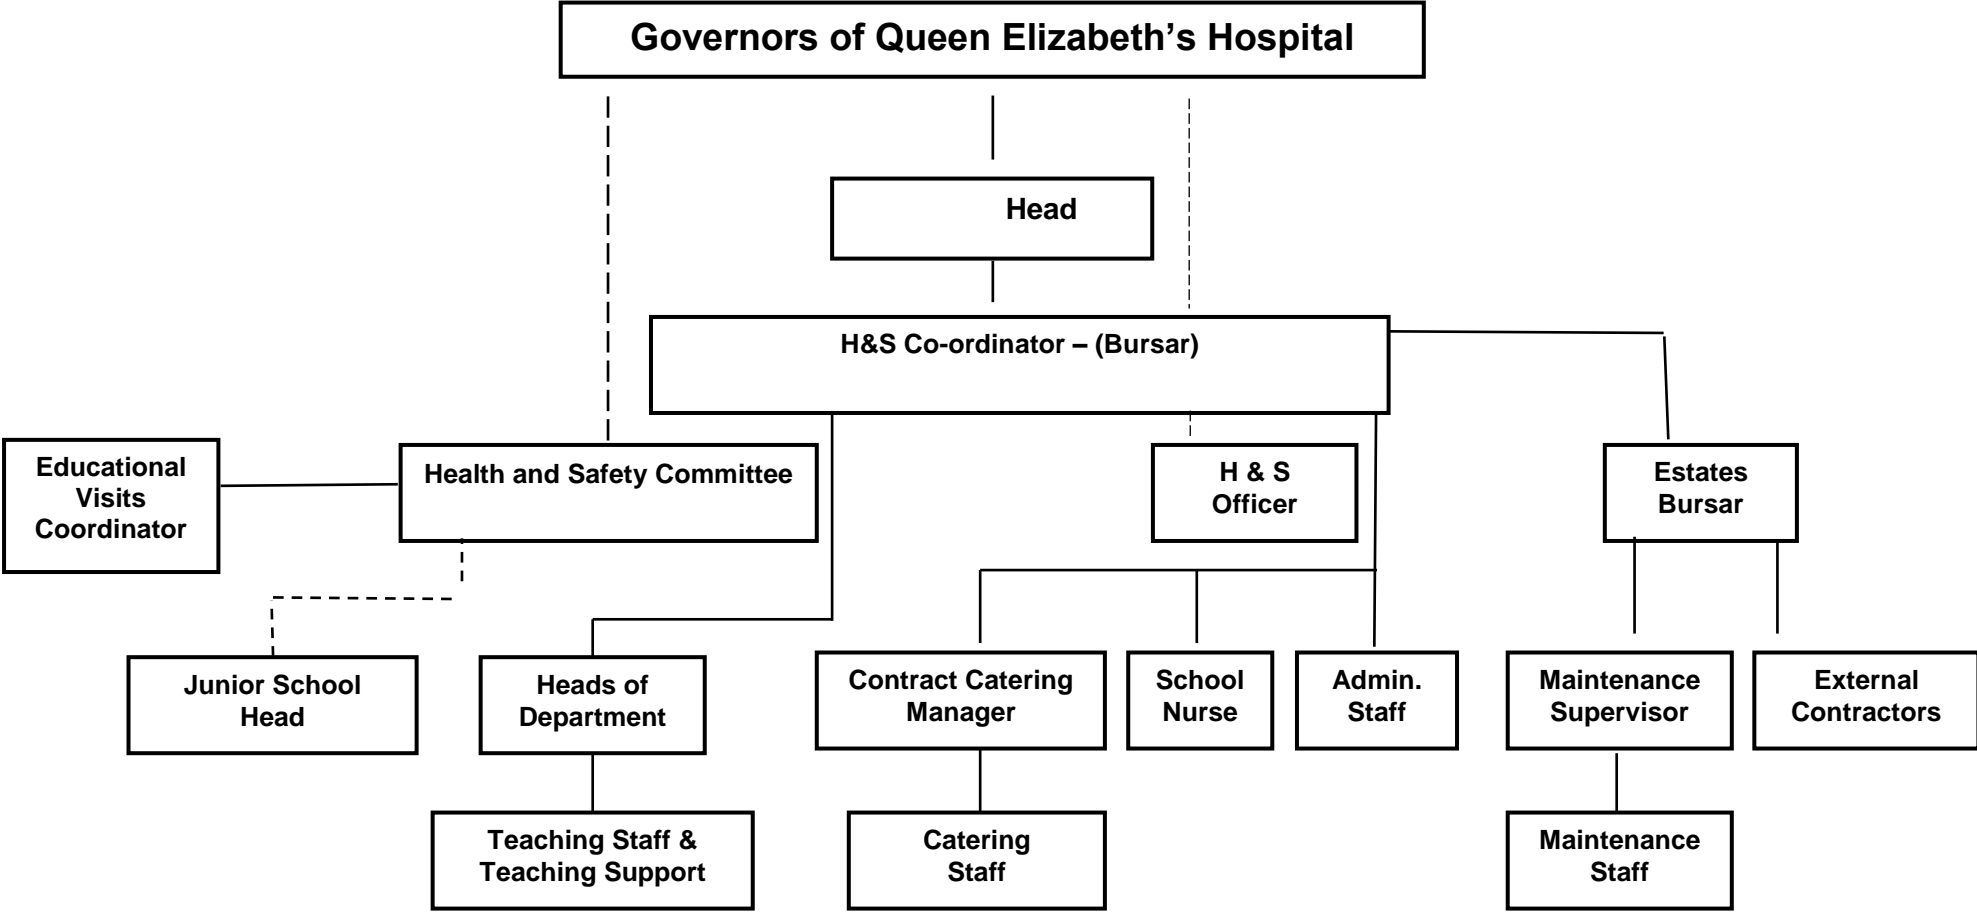 Governors of Queen Elizabeth’s Hospital
Head
H&S Co-ordinator – (Bursar)
Educational
Visits
Coordinator
Health and Safety Committee
H & S
Officer
Estates
Bursar
Junior School
Head
Heads of
Department
Contract Catering
Manager
School
Nurse
Admin.
Staff
Maintenance
Supervisor
External
Contractors
Teaching Staff &
Teaching Support
Catering
Staff
Maintenance
Staff